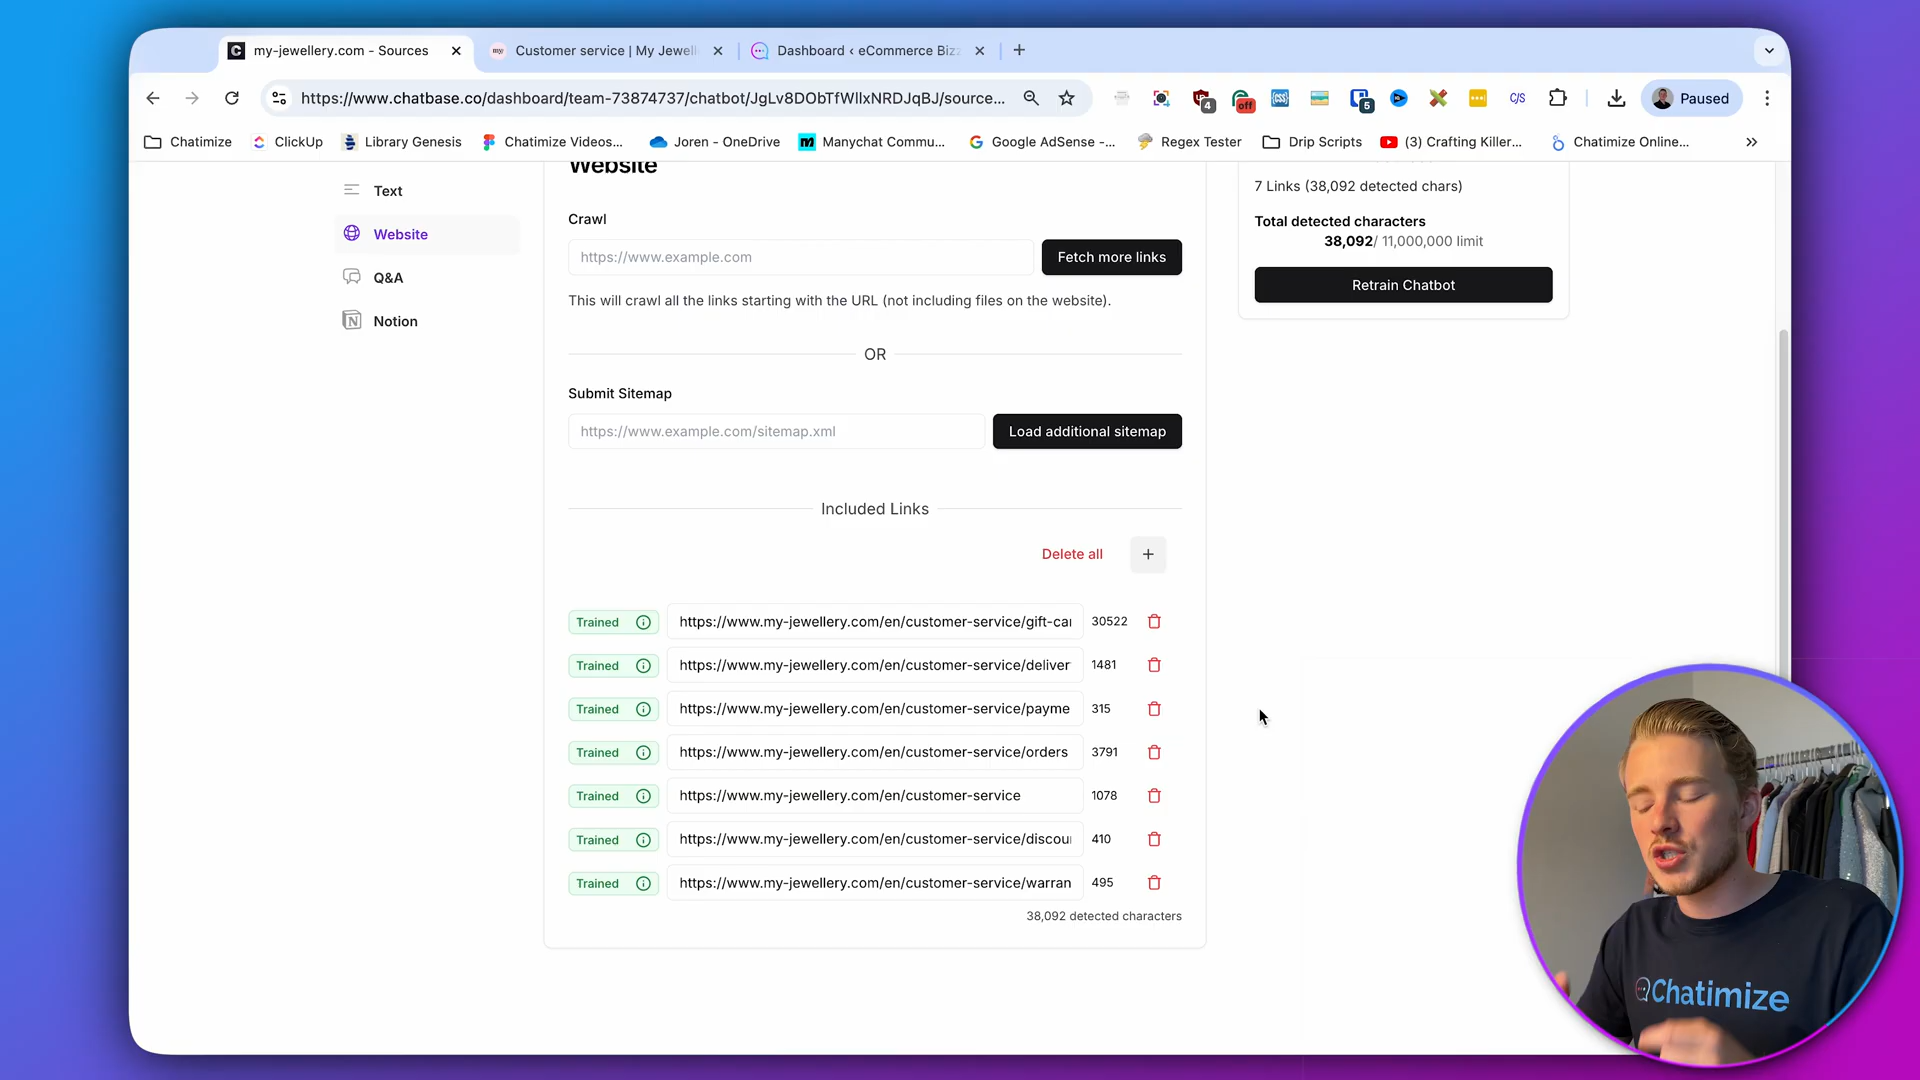 my-jewellery.com - Sources
my
Customer service | My Jewell
Dashboard ‹ eCommerce Biz
https://www.chatbase.co/dashboard/team-73874737/chatbot/JgLv8DObTfWllxNRDJqBJ/source...
4
off
5
C/S
Paused
Chatimize
ClickUp
Library Genesis
Chatimize Videos...
Joren - OneDrive
Manychat Commu...
Google AdSense -...
Regex Tester
Drip Scripts
(3) Crafting Killer...
Chatimize Online...
»
Text
Website
Q&A
Notion
Website
Crawl
https://www.example.com
Fetch more links
This will crawl all the links starting with the URL (not including files on the website).
OR
Submit Sitemap
https://www.example.com/sitemap.xml
Load additional sitemap
Included Links
Delete all
+
Trained https://www.my-jewellery.com/en/customer-service/gift-car 30522
Trained https://www.my-jewellery.com/en/customer-service/deliver 1481
Trained https://www.my-jewellery.com/en/customer-service/payme 315
Trained https://www.my-jewellery.com/en/customer-service/orders 3791
Trained https://www.my-jewellery.com/en/customer-service 1078
Trained https://www.my-jewellery.com/en/customer-service/discou 410
Trained https://www.my-jewellery.com/en/customer-service/warran 495
38,092 detected characters
7 Links (38,092 detected chars)
Total detected characters
38,092/ 11,000,000 limit
Retrain Chatbot
Chatimize